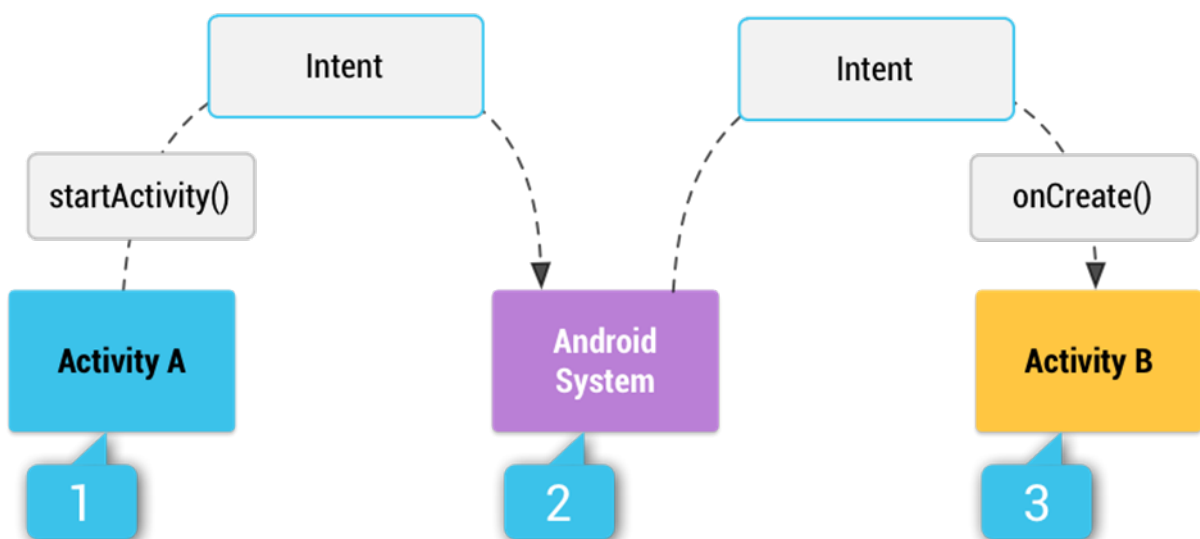 Intent
Intent
startActivity()
onCreate()
Activity A
Android
System
Activity B
1
2
3